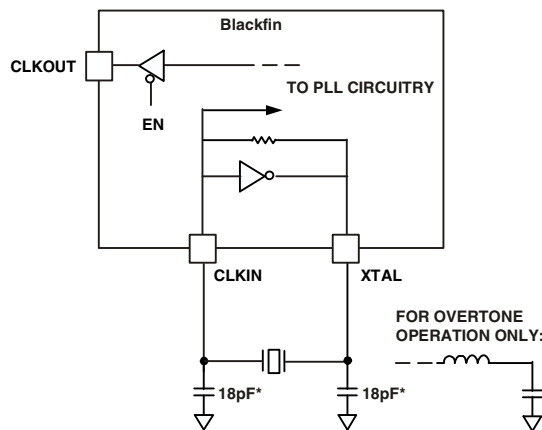 Blackfin
CLKOUT
TO PLL CIRCUITRY
EN
CLKIN
XTAL
FOR OVERTONE
OPERATION ONLY:
18pF*
18pF*